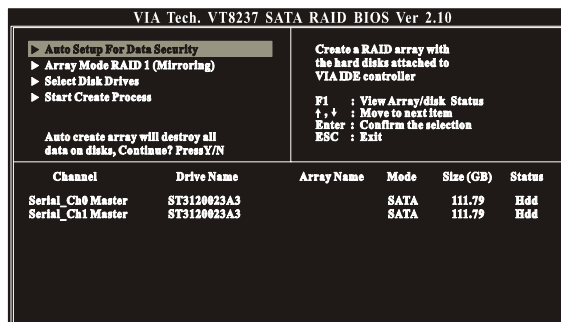 VIA Tech. VT8237 SATA RAID BIOS Ver 2.10
Auto Setup For Data Security
Array Mode RAID 1 (Mirroring)
Select Disk Drives
Start Create Process
Auto create array will destroy all
data on disks, Continue? Press Y/N
Create a RAID array with
the hard disks attached to
VIA IDE controller
F1 : View Array/disk Status
↑,↓ : Move to next item
Enter : Confirm the selection
ESC : Exit
Channel Drive Name Array Name Mode Size (GB) Status
Serial_Ch0 Master ST3120023A3 SATA 111.79 Hdd
Serial_Ch1 Master ST3120023A3 SATA 111.79 Hdd